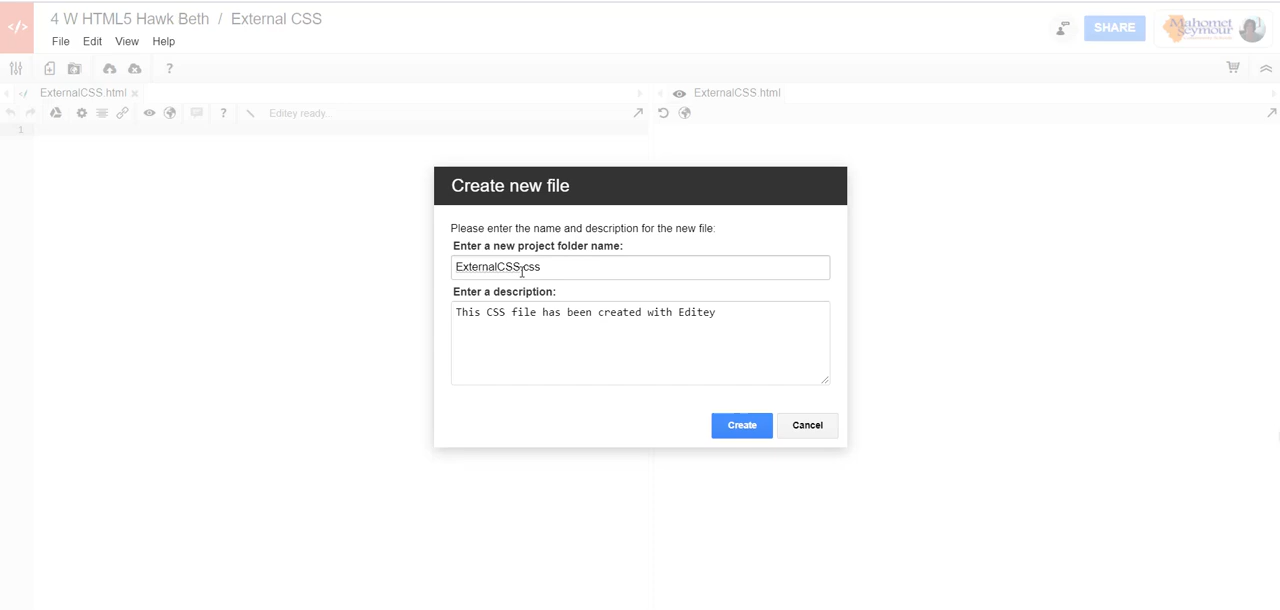 4 W HTML5 Hawk Beth / External CSS
File Edit View Help
SHARE
Mahomet
Seymour
?
ExternalCSS.html ×
ExternalCSS.html
? Editey ready...
1
Create new file
Please enter the name and description for the new file:
Enter a new project folder name:
ExternalCSS.css
Enter a description:
This CSS file has been created with Editey
Create Cancel